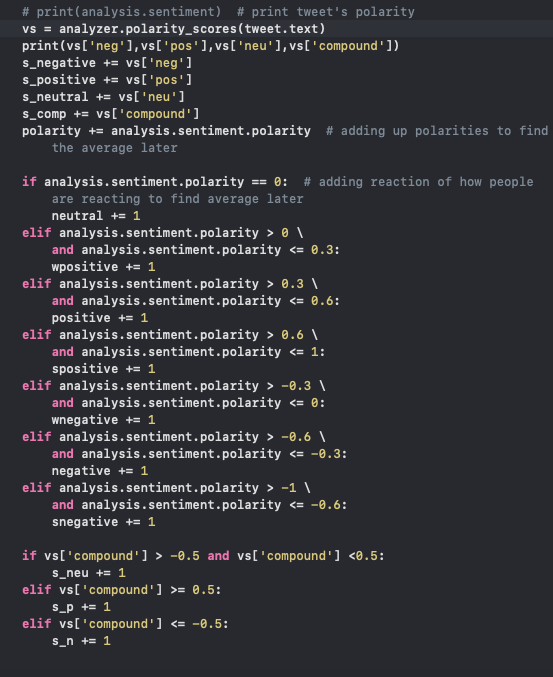 # print(analysis.sentiment)  # print tweet's polarity
vs = analyzer.polarity_scores(tweet.text)
print(vs['neg'],vs['pos'],vs['neu'],vs['compound'])
s_negative += vs['neg']
s_positive += vs['pos']
s_neutral += vs['neu']
s_comp += vs['compound']
polarity += analysis.sentiment.polarity  # adding up polarities to find
    the average later

if analysis.sentiment.polarity == 0:  # adding reaction of how people
    are reacting to find average later
    neutral += 1
elif analysis.sentiment.polarity > 0 \
    and analysis.sentiment.polarity <= 0.3:
    wpositive += 1
elif analysis.sentiment.polarity > 0.3 \
    and analysis.sentiment.polarity <= 0.6:
    positive += 1
elif analysis.sentiment.polarity > 0.6 \
    and analysis.sentiment.polarity <= 1:
    spositive += 1
elif analysis.sentiment.polarity > -0.3 \
    and analysis.sentiment.polarity <= 0:
    wnegative += 1
elif analysis.sentiment.polarity > -0.6 \
    and analysis.sentiment.polarity <= -0.3:
    negative += 1
elif analysis.sentiment.polarity > -1 \
    and analysis.sentiment.polarity <= -0.6:
    snegative += 1

if vs['compound'] > -0.5 and vs['compound'] <0.5:
    s_neu += 1
elif vs['compound'] >= 0.5:
    s_p += 1
elif vs['compound'] <= -0.5:
    s_n += 1